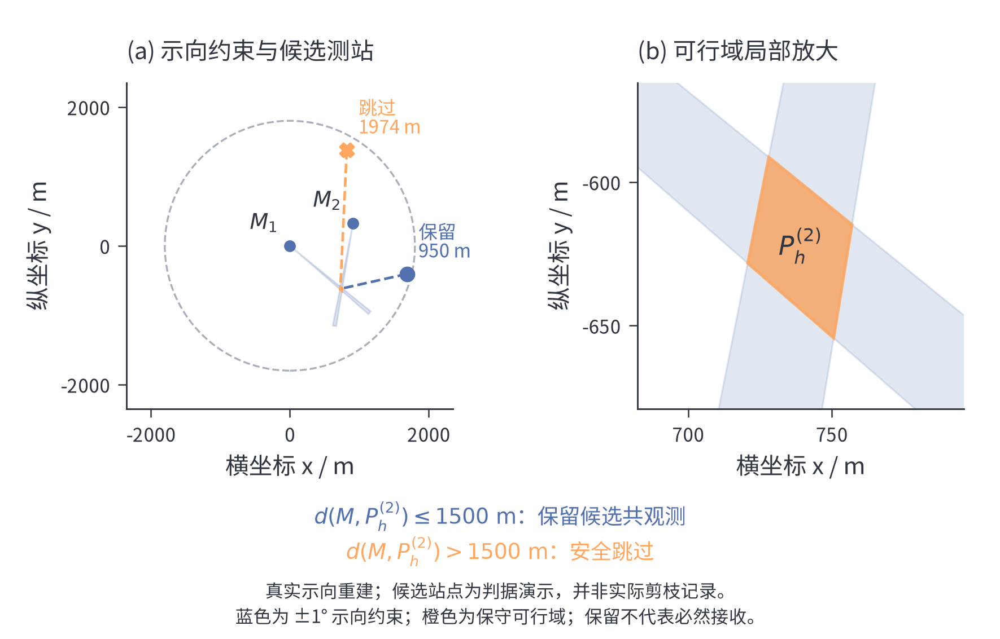 (a) 示向约束与候选测站
2000
0
-2000
纵坐标 y / m
跳过
1974 m
M₂
M₁
保留
950 m
-2000
0
2000
横坐标 x / m
(b) 可行域局部放大
-600
-650
纵坐标 y / m
P_h^(2)
700
750
横坐标 x / m
d(M, P_h^(2)) ≤ 1500 m：保留候选共观测
d(M, P_h^(2)) > 1500 m：安全跳过
真实示向重建；候选站点为判据演示，并非实际剪枝记录。
蓝色为 ±1° 示向约束；橙色为保守可行域；保留不代表必然接收。